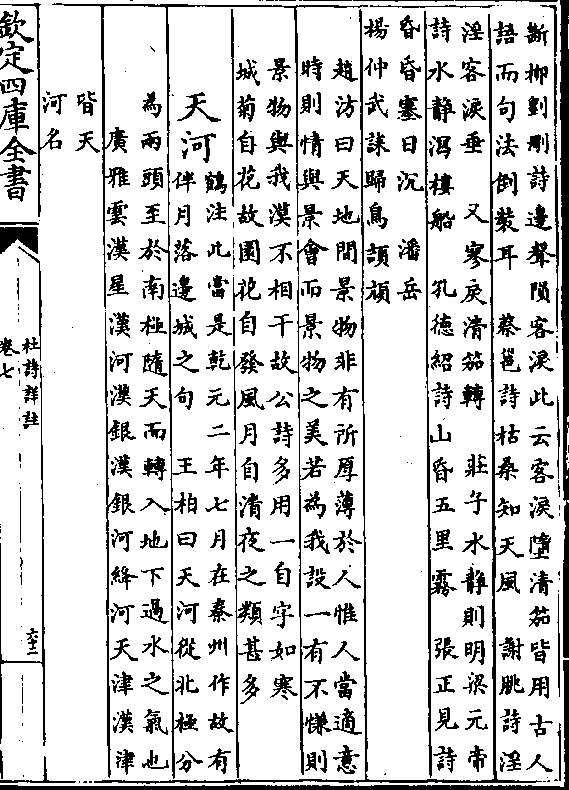 斷抑劉刪詩邊聲隕客淚此云客淚墮清笳皆用古人
語而句法倒裝耳　蔡邕詩枯桑知天風　謝朓詩淫
淫客淚垂　又寒戾清笳轉　莊子水静則明梁元帝
詩水静瀉樓船　孔德紹詩山昏五里霧　張正見詩
昏昏塞日沉　潘岳
楊仲武誄歸鳥頡頏
趙汸曰天地間景物非有所厚薄於人惟人當適意
時則情與景會而景物之美若為我設一有不慊則
景物與我漠不相干故公詩多用一自字如寒
城菊自花故園花自發風月自清夜之類甚多
天河
鶴注此當是乾元二年七月在秦州作故有
伴月落邊城之句　王柏曰天河從北極分
為兩頭至於南極隨天而轉入地下過水之氣也
廣雅雲漢星漢河漢銀漢銀河絳河天津漢津
皆天
河名
欽定四庫全書
杜詩詳註
卷七
六十二